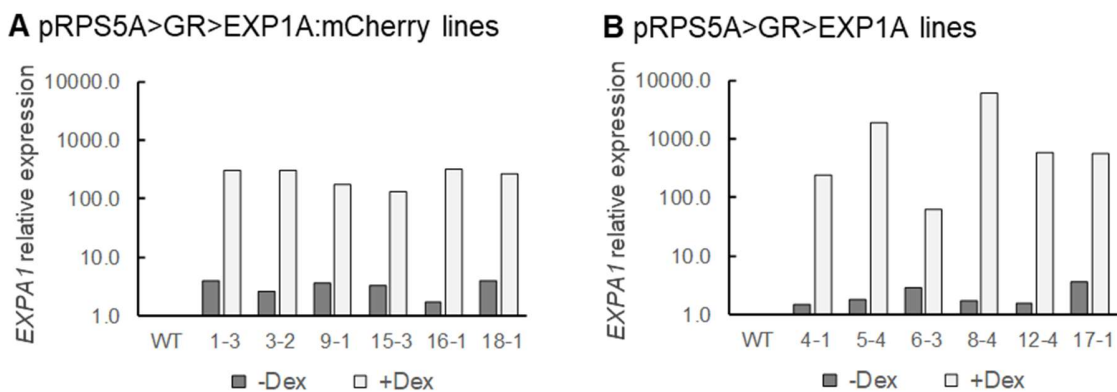 A pRPS5A>GR>EXP1A:mCherry lines
EXPA1 relative expression
10000.0
1000.0
100.0
10.0
1.0
WT 1-3 3-2 9-1 15-3 16-1 18-1
-Dex +Dex
B pRPS5A>GR>EXP1A lines
EXPA1 relative expression
10000.0
1000.0
100.0
10.0
1.0
WT 4-1 5-4 6-3 8-4 12-4 17-1
-Dex +Dex